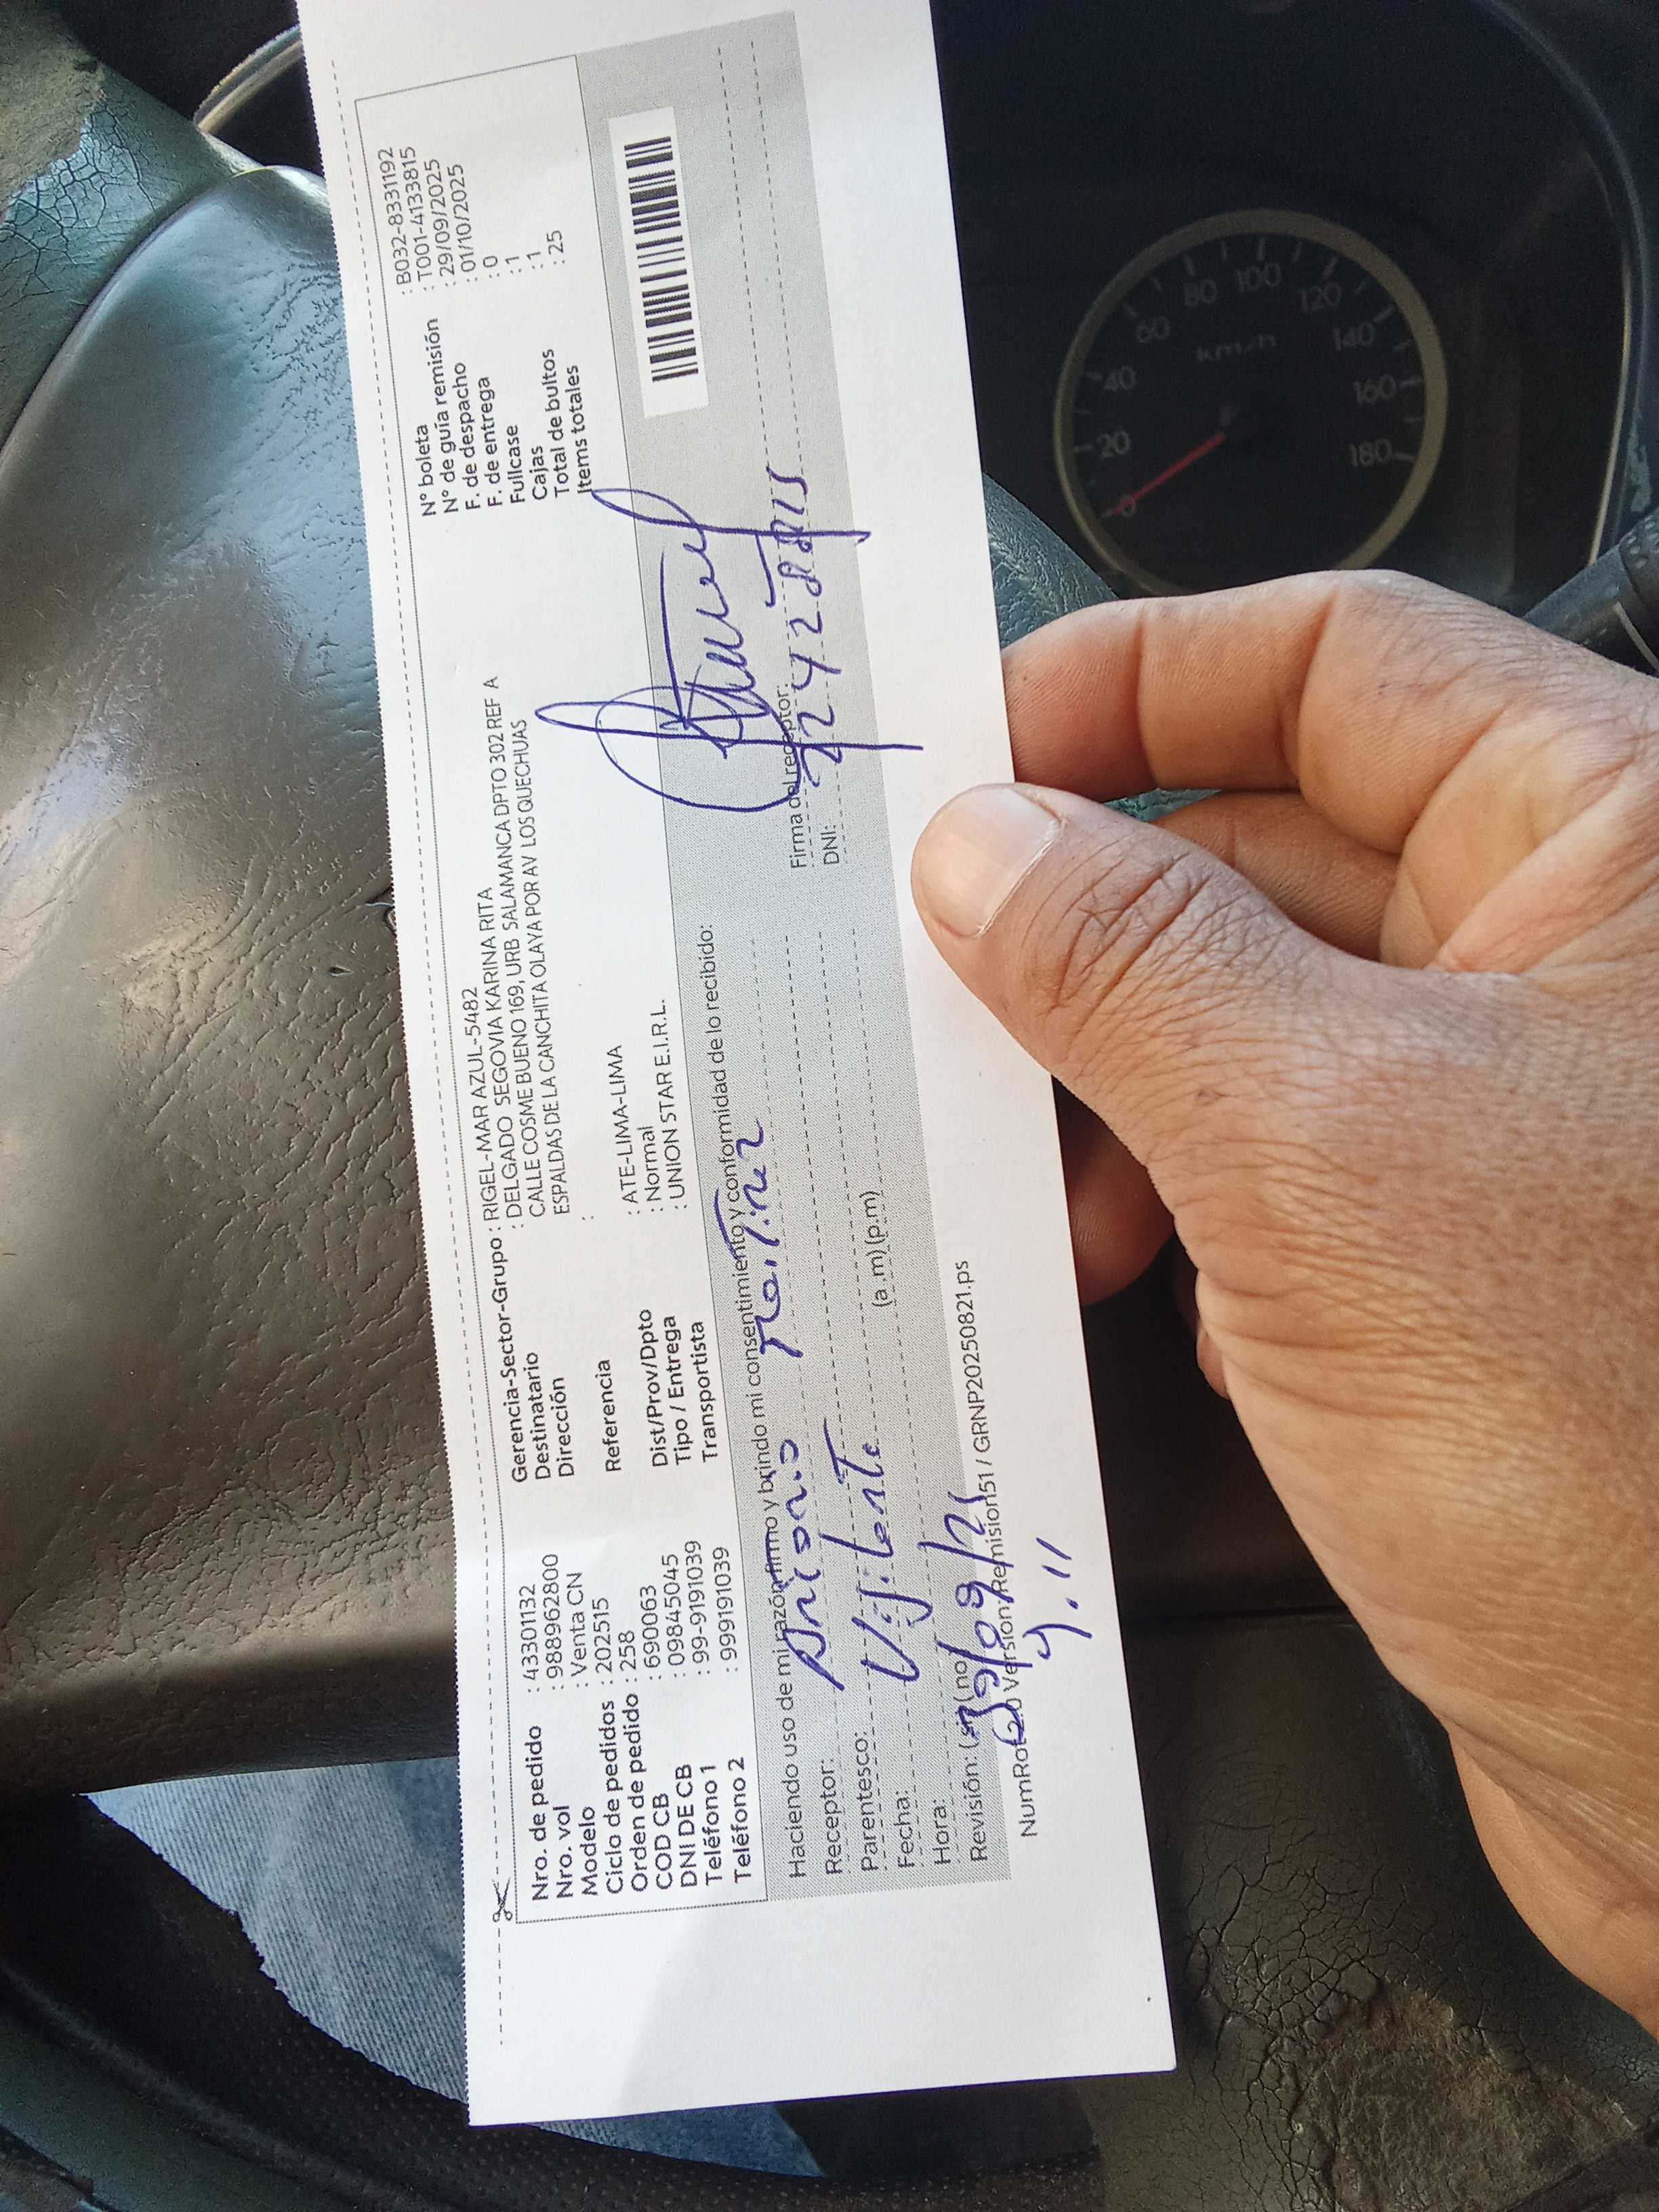 Nro. de pedido : 43301132
Nro. vol : 988962800
Modelo : Venta CN
Ciclo de pedidos : 202515
Orden de pedido : 258
COD CB : 690063
DNI DE CB : 09845045
Teléfono 1 : 99-9191039
Teléfono 2 : 999191039
Gerencia-Sector-Grupo : RIGEL-MAR AZUL-5482
Destinatario : DELGADO SEGOVIA KARINA RITA
Dirección CALLE COSME BUENO 169, URB SALAMANCA DPTO 302 REF A
ESPALDAS DE LA CANCHITA OLAYA POR AV LOS QUECHUAS
Referencia :
Dist/Prov/Dpto : ATE-LIMA-LIMA
Tipo / Entrega : Normal
Transportista : UNION STAR E.I.R.L.
N° boleta : B032-8331192
N° de guía remisión : T001-4133815
F. de despacho : 29/09/2025
F. de entrega : 01/10/2025
Fullcase : 0
Cajas : 1
Total de bultos : 1
Items totales : 25
Haciendo uso de mi razón firmo y brindo mi consentimiento y conformidad de lo recibido:
Receptor: Antonio Martinez
Parentesco: Vigilante
Fecha:
Hora: (a .m) (p.m)
Revisión: (si) (no)
Firma del receptor:
DNI:
NumRot 2.0 Version Remision51 / GRNP20250821.ps